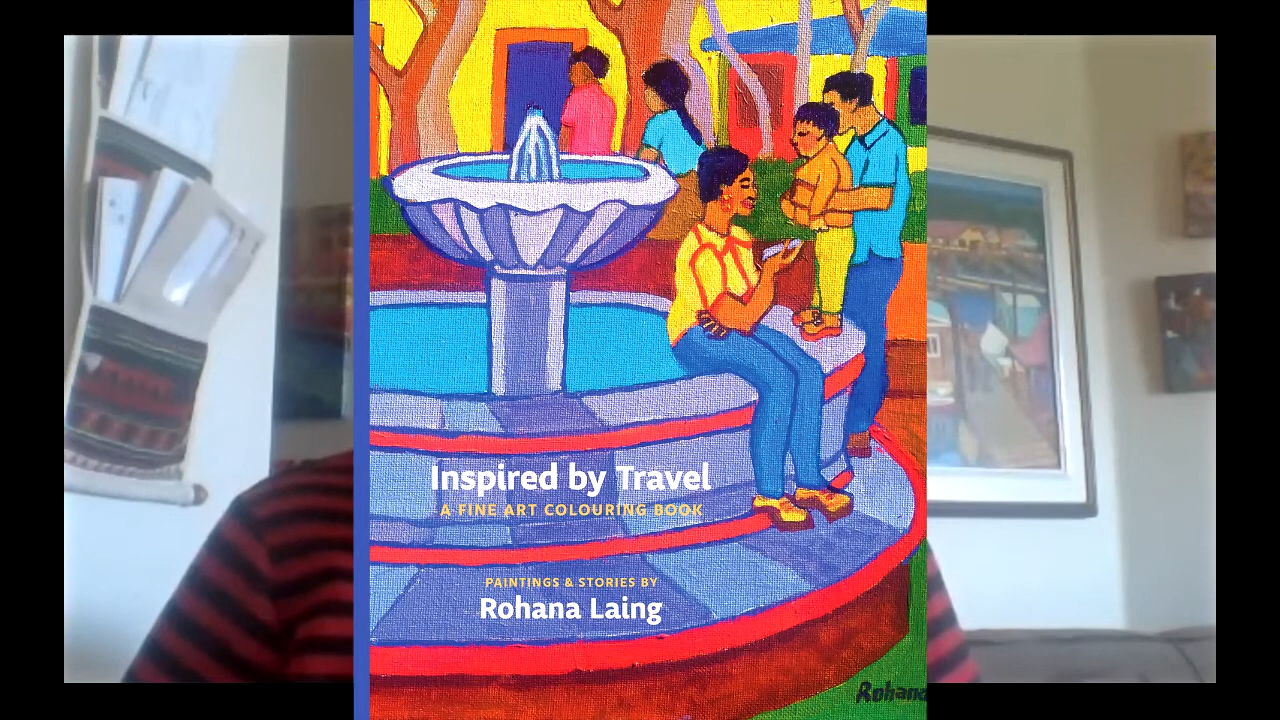 Inspired by Travel
A FINE ART COLOURING BOOK
PAINTINGS & STORIES BY
Rohana Laing
Rohana